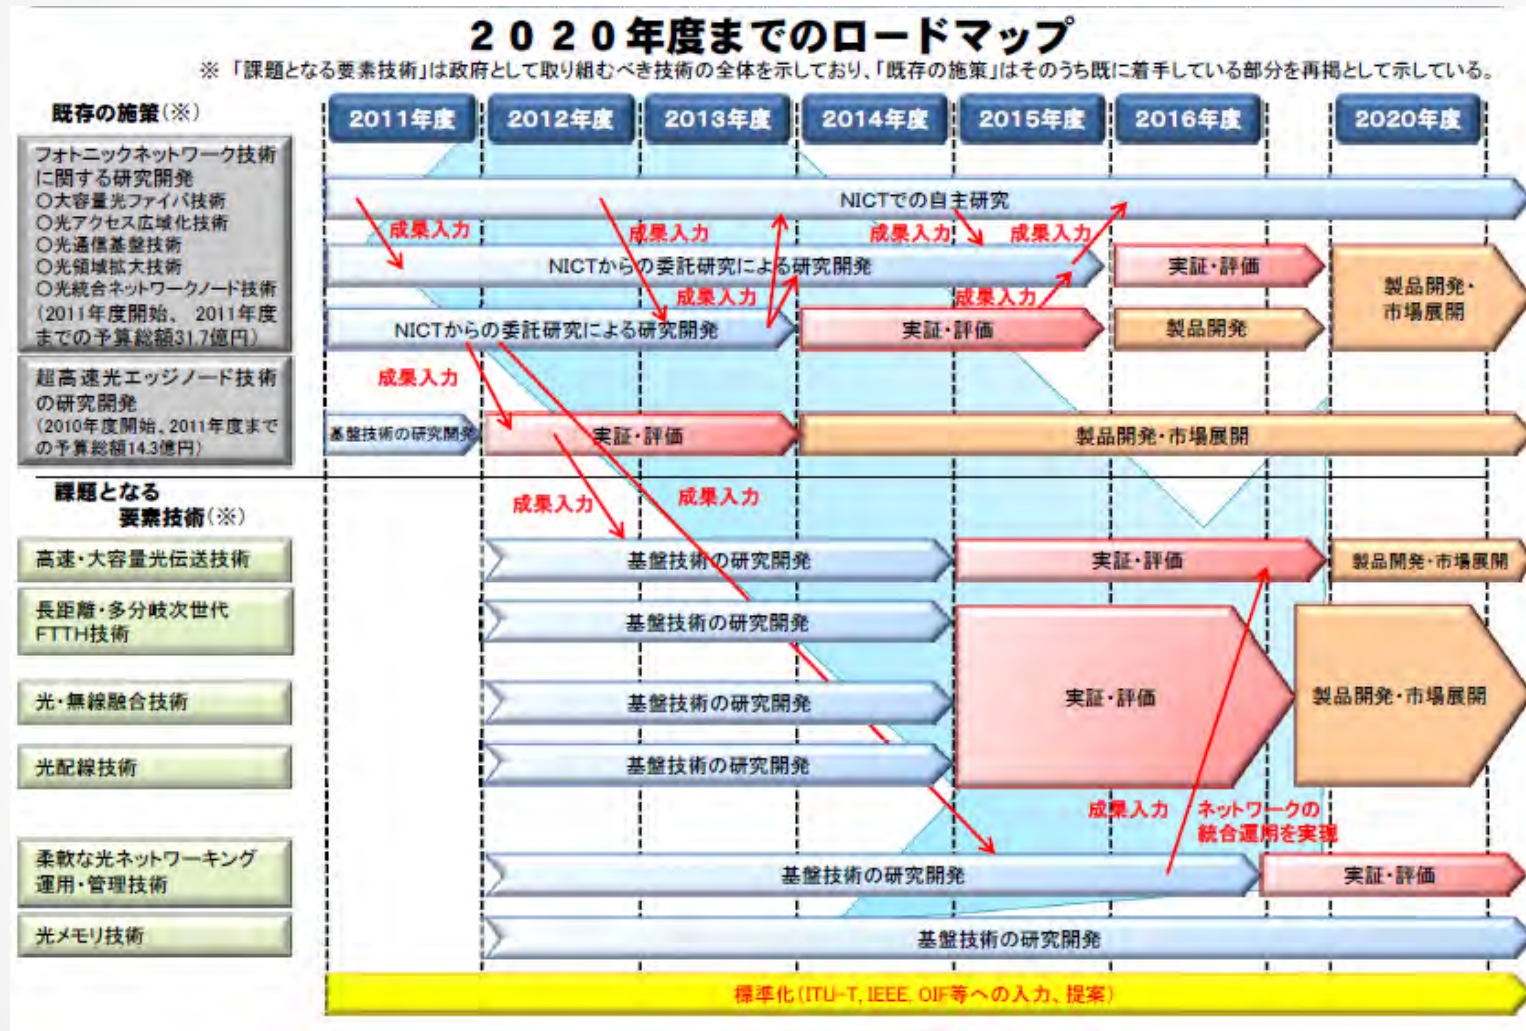 ２０２０年度までのロードマップ
※ 「課題となる要素技術」は政府として取り組むべき技術の全体を示しており、「既存の施策」はそのうち既に着手している部分を再掲として示している。
既存の施策(※)
2011年度
2012年度
2013年度
2014年度
2015年度
2016年度
2020年度
フォトニックネットワーク技術
に関する研究開発
○大容量光ファイバ技術
○光アクセス広域化技術
○光通信基盤技術
○光領域拡大技術
○光統合ネットワークノード技術
(2011年度開始、 2011年度
までの予算総額31.7億円)
NICTでの自主研究
成果入力
成果入力
成果入力
成果入力
NICTからの委託研究による研究開発
実証・評価
製品開発・
市場展開
成果入力
成果入力
NICTからの委託研究による研究開発
実証・評価
製品開発
超高速光エッジノード技術
の研究開発
(2010年度開始、2011年度まで
の予算総額14.3億円)
成果入力
基盤技術の研究開発
実証・評価
製品開発・市場展開
課題となる
要素技術(※)
成果入力
成果入力
高速・大容量光伝送技術
基盤技術の研究開発
実証・評価
製品開発・市場展開
長距離・多分岐次世代
FTTH技術
基盤技術の研究開発
光・無線融合技術
基盤技術の研究開発
実証・評価
製品開発・市場展開
光配線技術
基盤技術の研究開発
成果入力
ネットワークの
統合運用を実現
柔軟な光ネットワーキング
運用・管理技術
基盤技術の研究開発
実証・評価
光メモリ技術
基盤技術の研究開発
標準化(ITU-T, IEEE, OIF等への入力、提案)